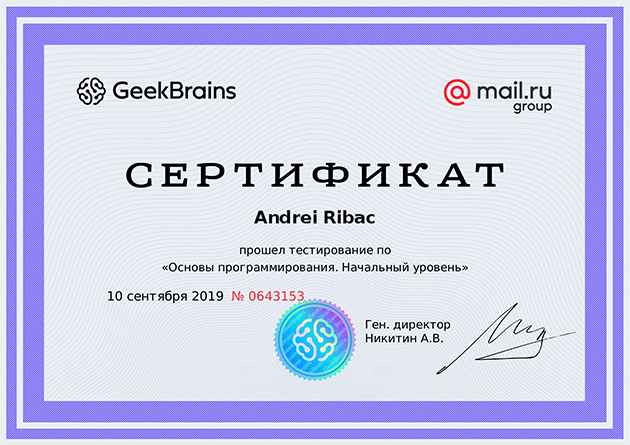 GeekBrains
@mail.ru
group
СЕРТИФИКАТ
Andrei Ribac
прошел тестирование по
«Основы программирования. Начальный уровень»
10 сентября 2019 № 0643153
Ген. директор
Никитин А.В.